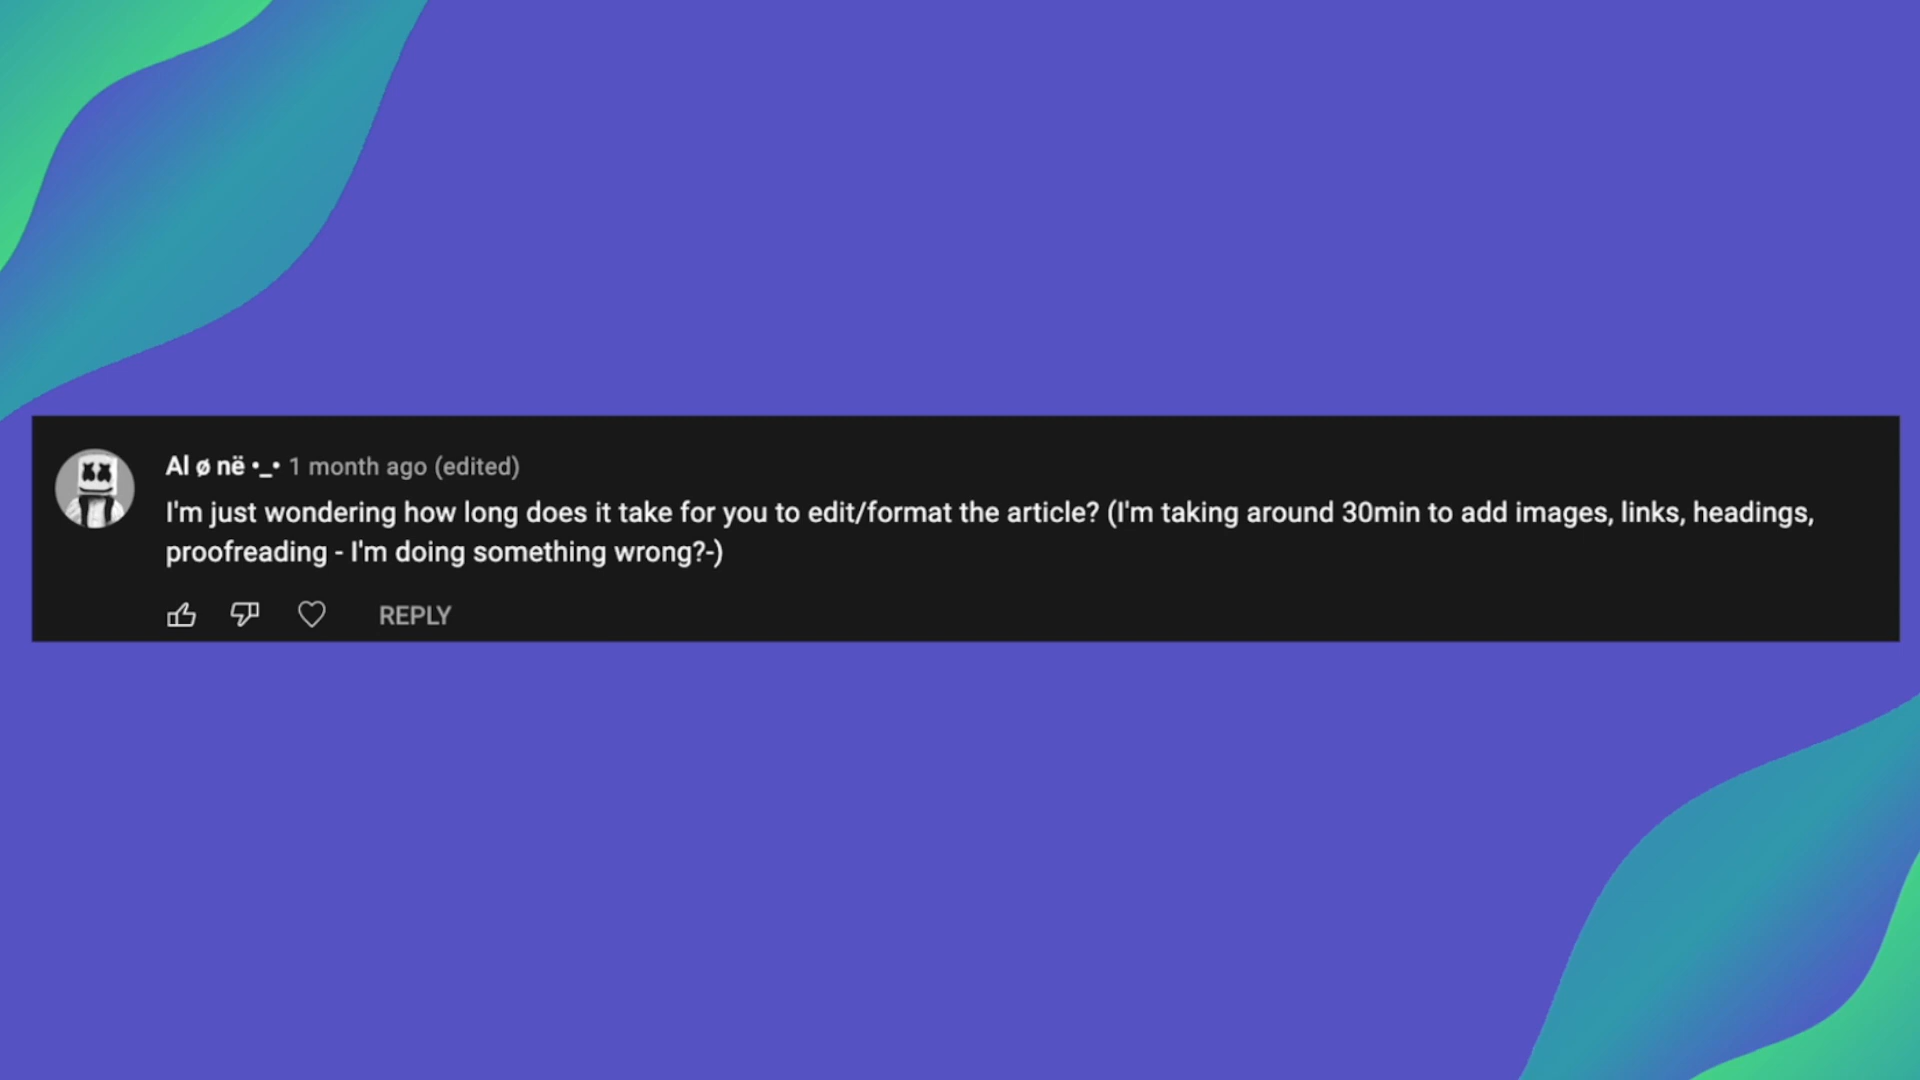 Al ø në •_• 1 month ago (edited)
I'm just wondering how long does it take for you to edit/format the article? (I'm taking around 30min to add images, links, headings,
proofreading - I'm doing something wrong?-)
REPLY